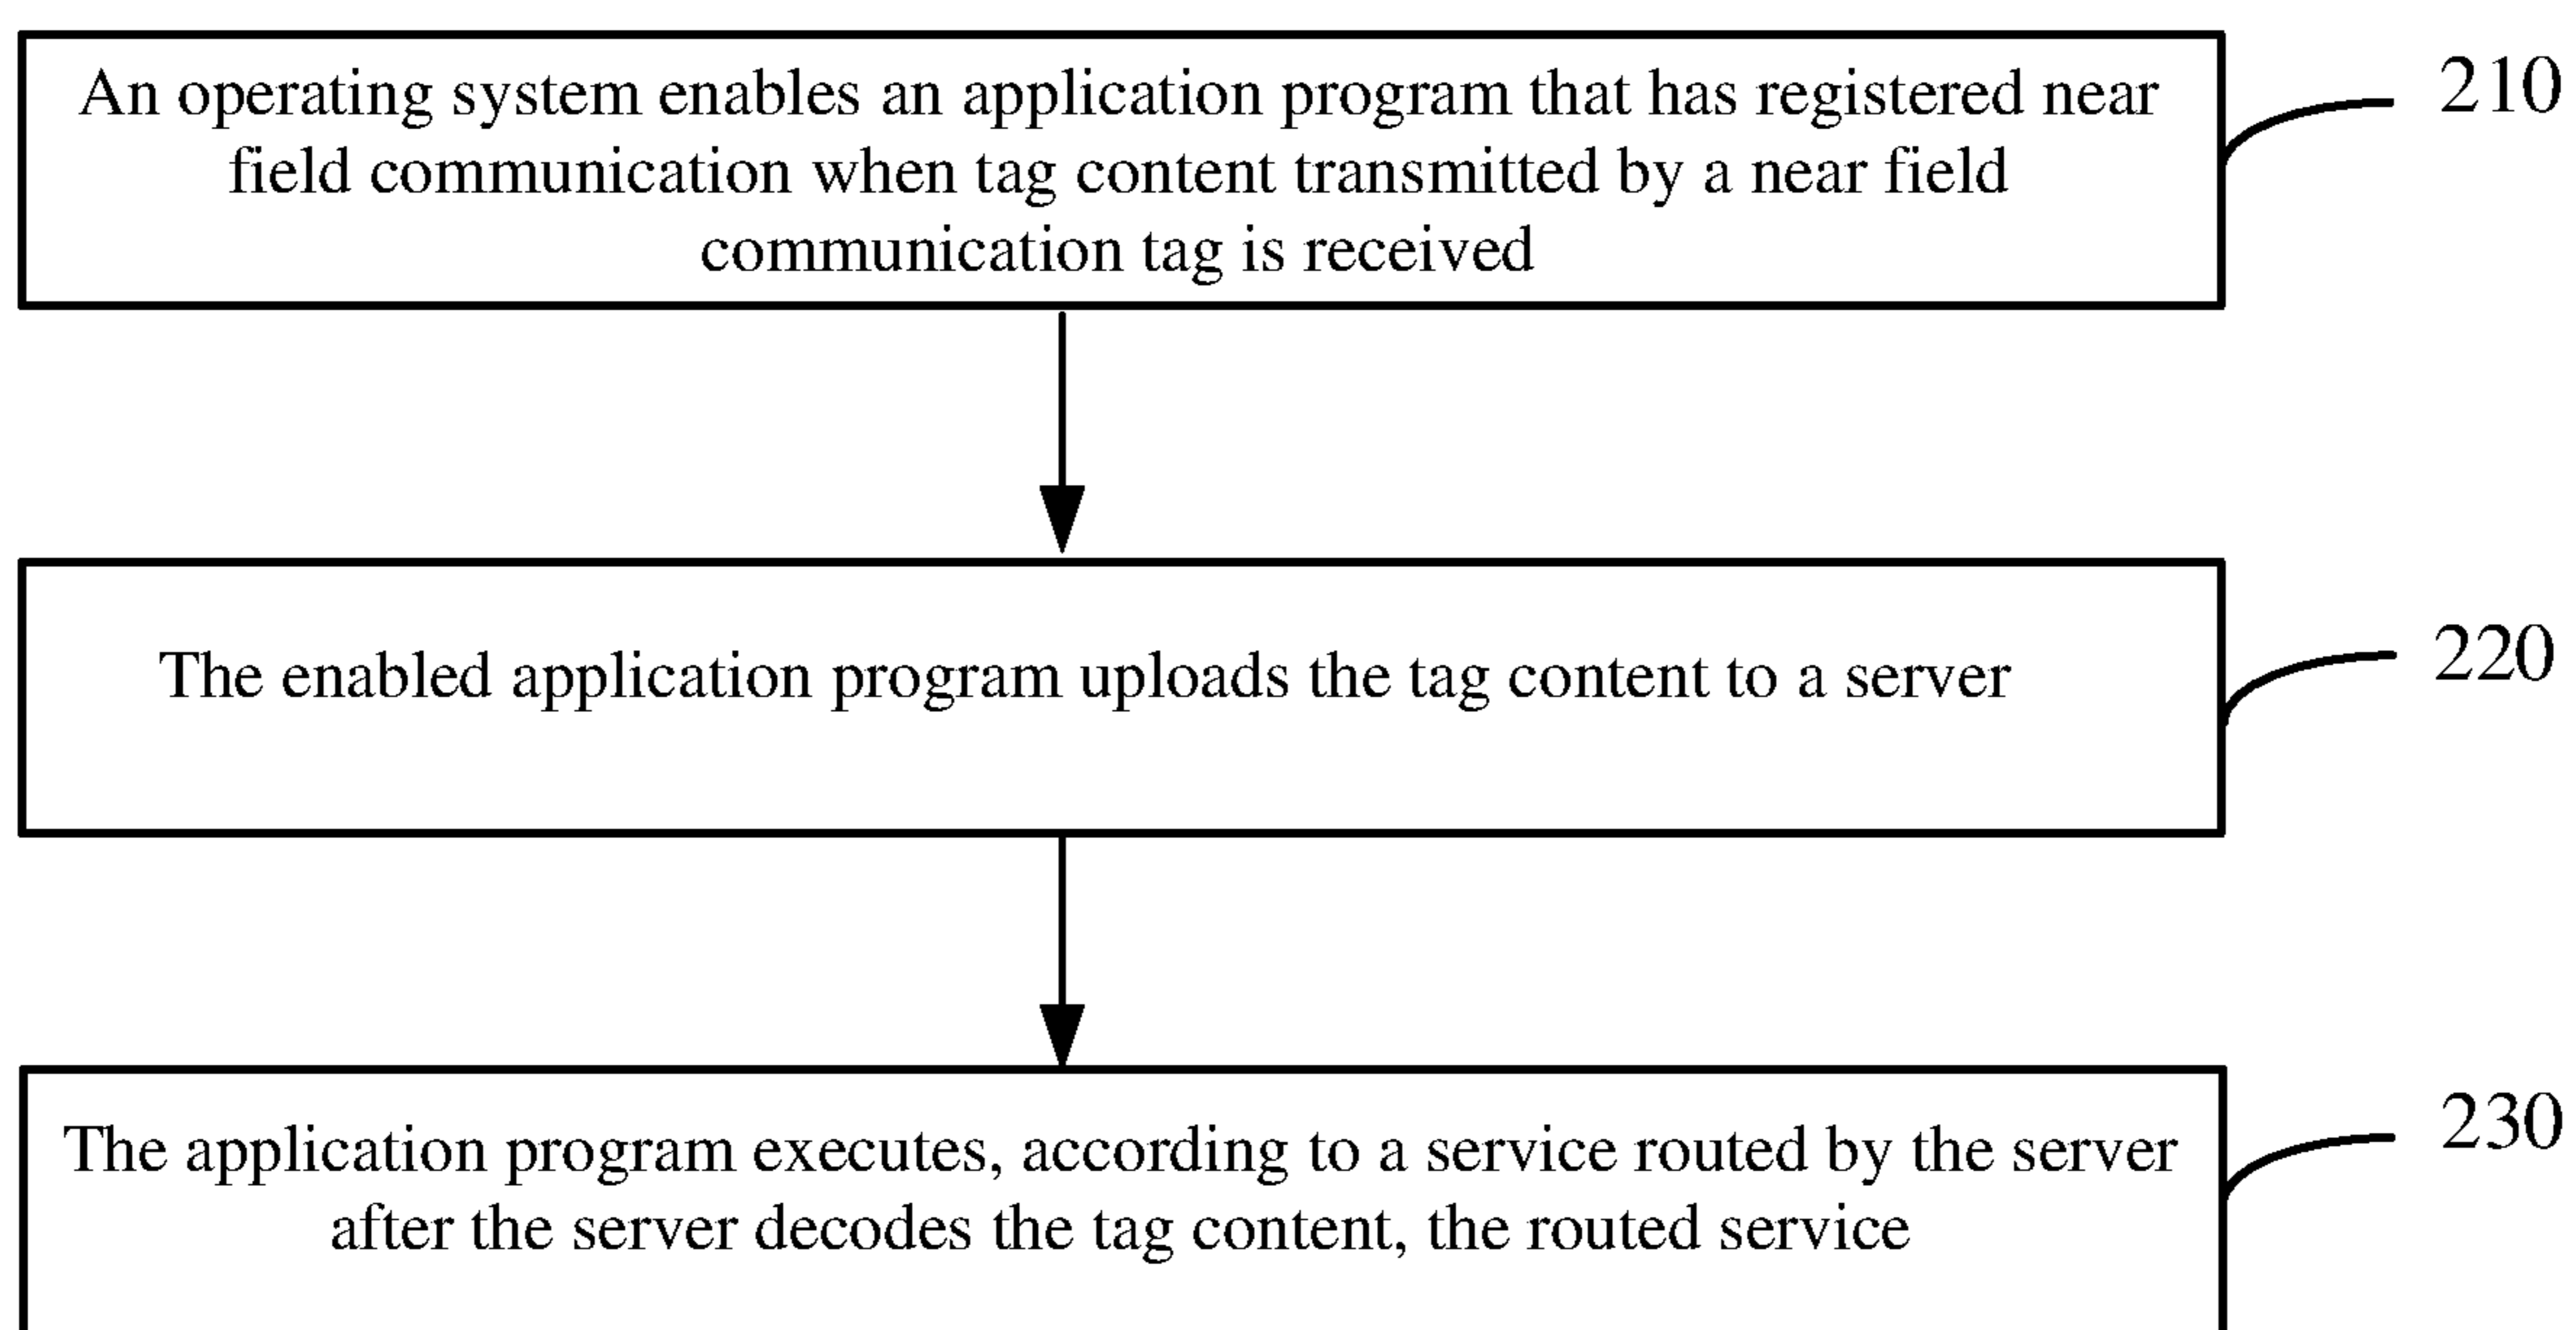 An operating system enables an application program that has registered near
field communication when tag content transmitted by a near field
communication tag is received
210
The enabled application program uploads the tag content to a server
220
The application program executes, according to a service routed by the server
after the server decodes the tag content, the routed service
230